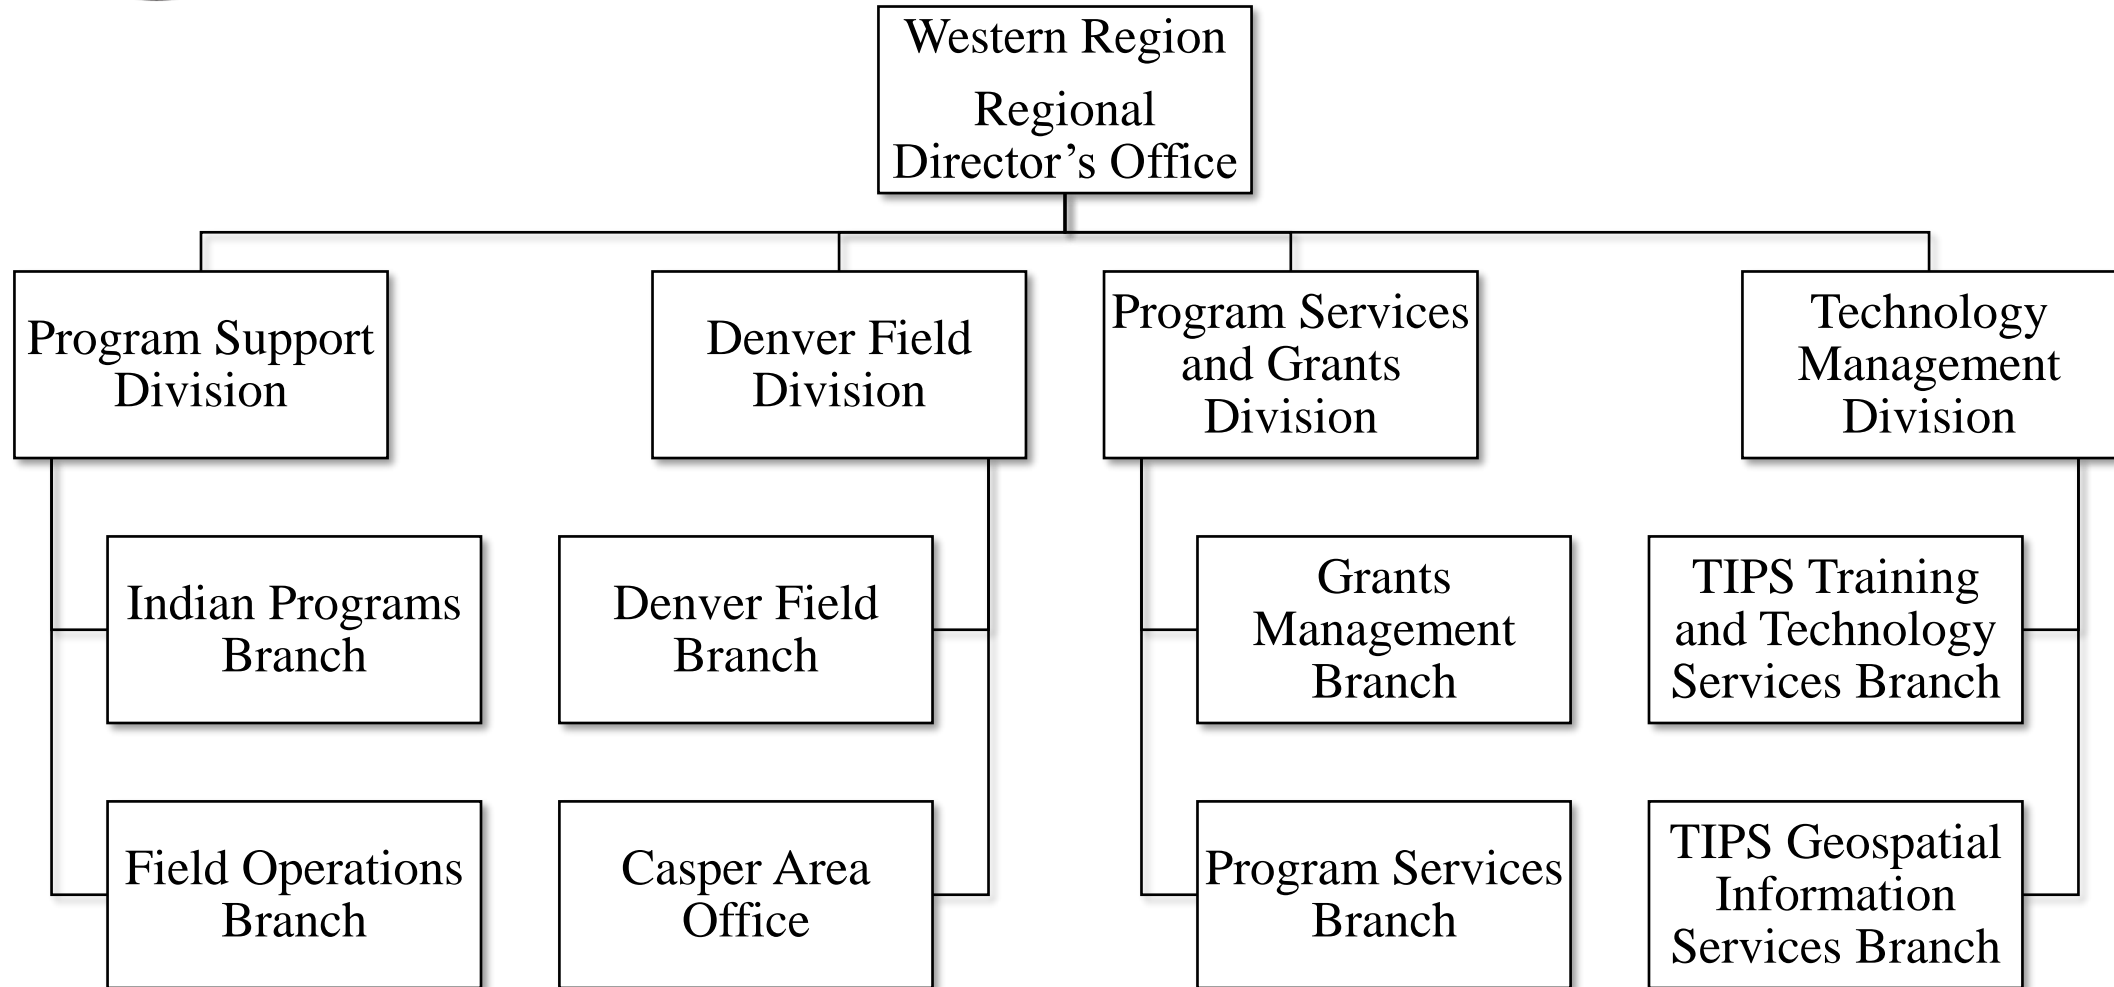 Western Region
Regional
Director’s Office
Program Support
Division
Denver Field
Division
Program Services
and Grants
Division
Technology
Management
Division
Indian Programs
Branch
Denver Field
Branch
Grants
Management
Branch
TIPS Training
and Technology
Services Branch
Field Operations
Branch
Casper Area
Office
Program Services
Branch
TIPS Geospatial
Information
Services Branch